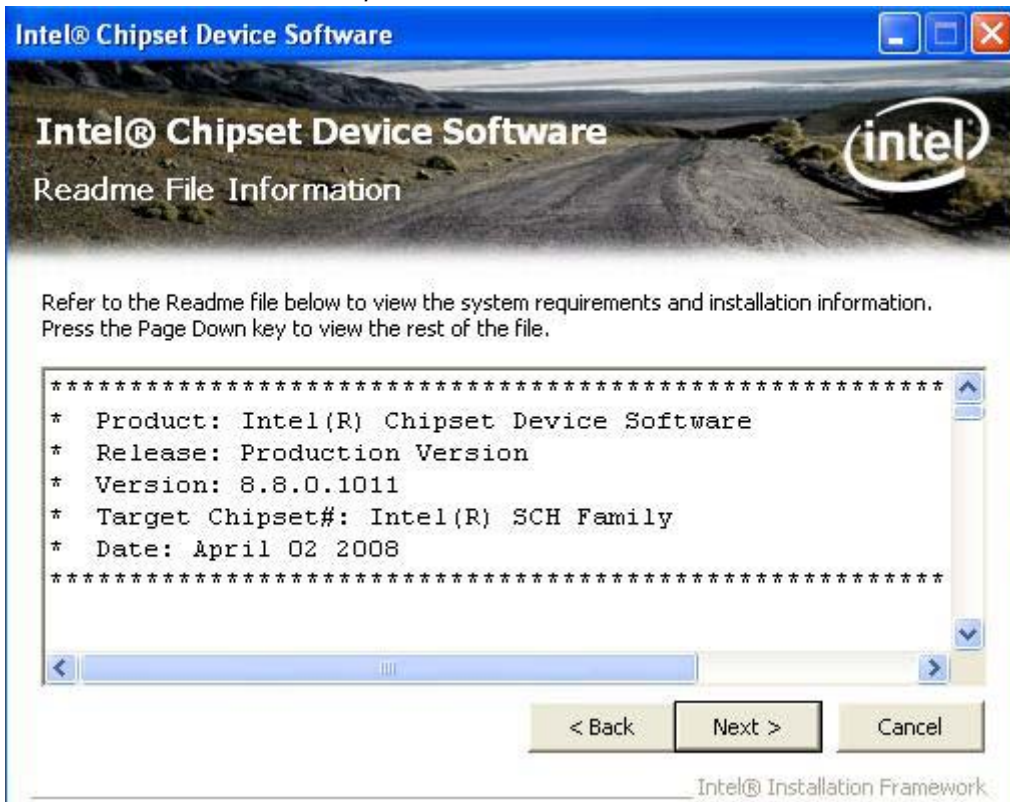 Intel® Chipset Device Software
Intel® Chipset Device Software
intel®
Readme File Information
Refer to the Readme file below to view the system requirements and installation information.
Press the Page Down key to view the rest of the file.
********************************************************
* Product: Intel(R) Chipset Device Software
* Release: Production Version
* Version: 8.8.0.1011
* Target Chipset#: Intel(R) SCH Family
* Date: April 02 2008
********************************************************
< Back Next > Cancel
Intel® Installation Framework